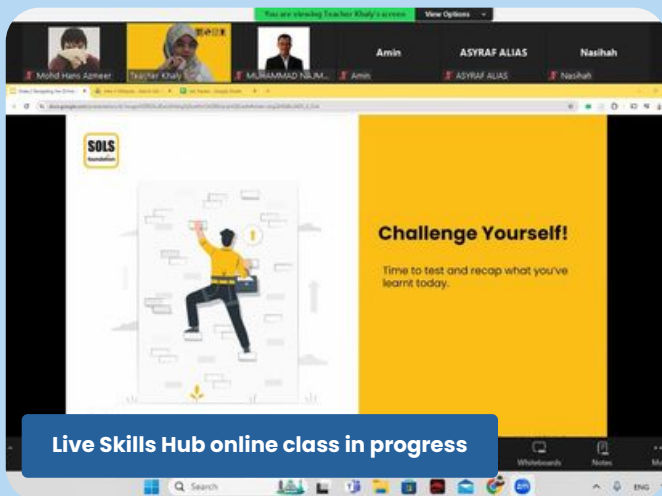 You are viewing Teacher Khaly's screen
View Options
Amin
ASYRAF ALIAS
Nasihah
Mohd Hans Azmeer
Teacher Khaly
MUHAMMAD NAJM...
Amin
ASYRAF ALIAS
Nasihah
SOLS
foundation
Challenge Yourself!
Time to test and recap what you've
learnt today.
Live Skills Hub online class in progress
Whiteboards
Notes
Search
ENG